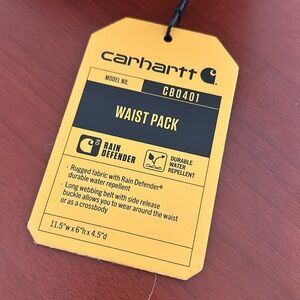 carhartt
MODEL NO. CB0401
WAIST PACK
RAIN DEFENDER®
DURABLE WATER REPELLENT
· Rugged fabric with Rain Defender®
durable water repellent
· Long webbing belt with side release
buckle allows you to wear around the waist
or as a crossbody
11.5"w x 6"h x 4.5"d